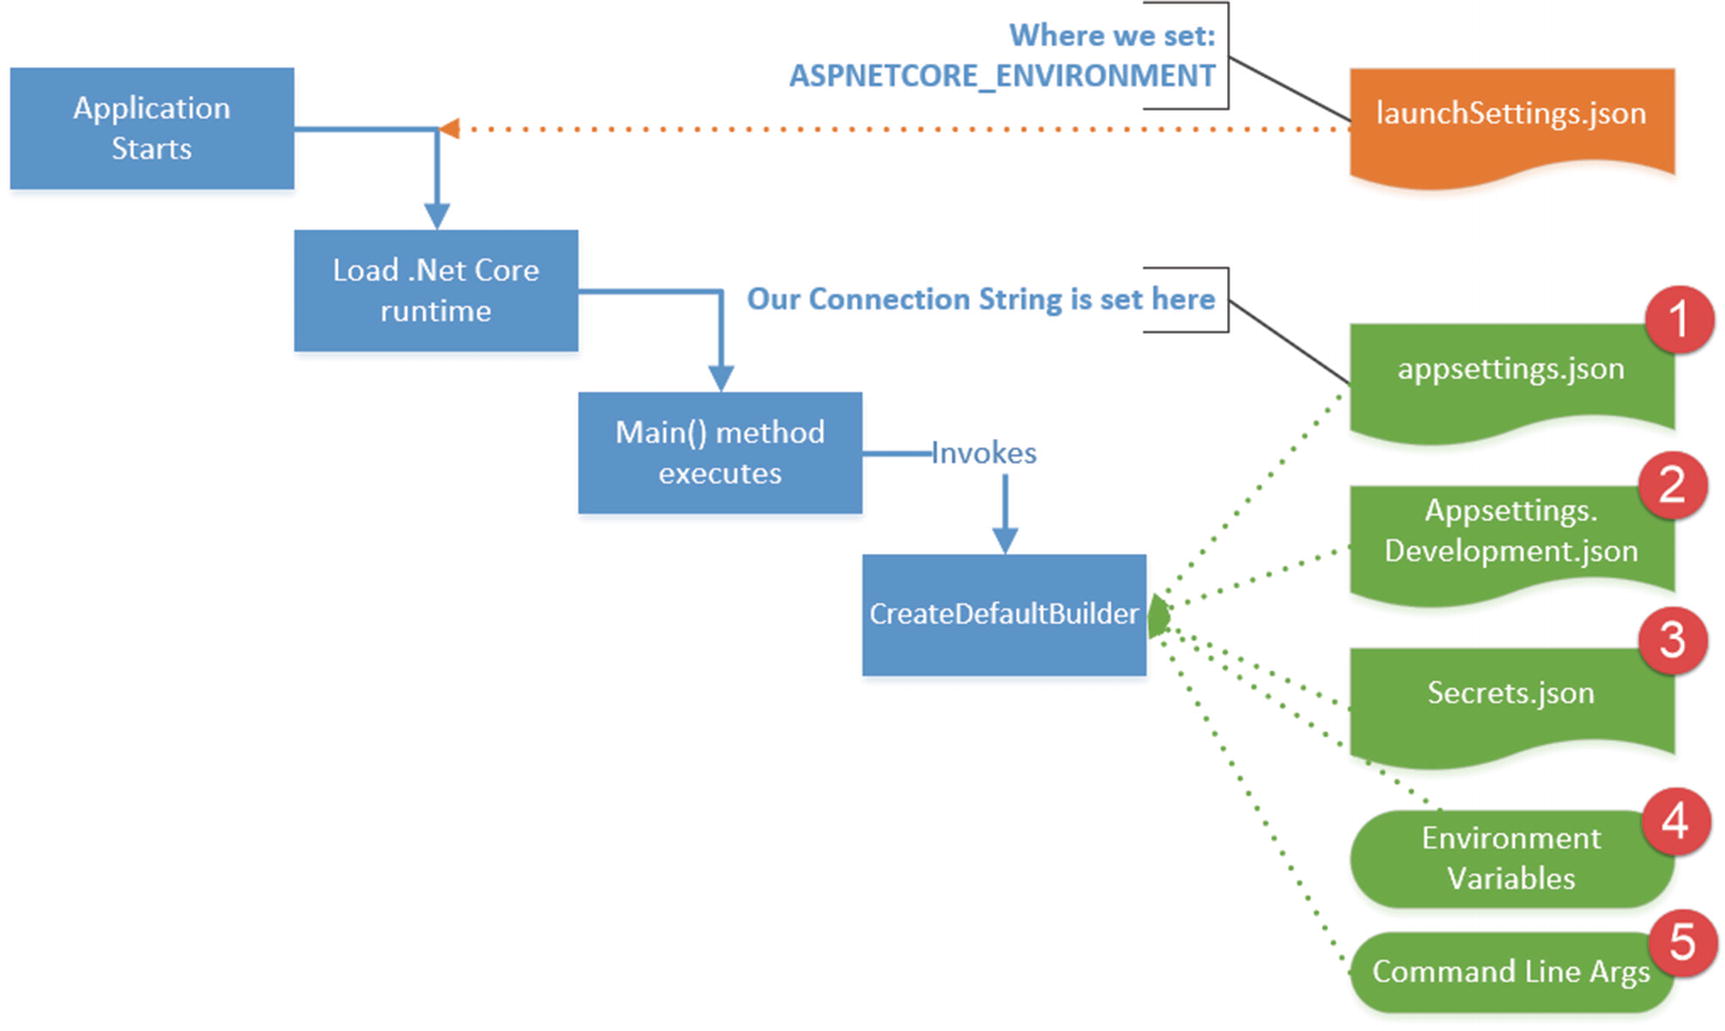 Where we set:
ASPNETCORE_ENVIRONMENT
Application
Starts
launchSettings.json
Load .Net Core
runtime
Our Connection String is set here
1
appsettings.json
Main() method
executes
Invokes
2
Appsettings.
Development.json
CreateDefaultBuilder
3
Secrets.json
4
Environment
Variables
5
Command Line Args